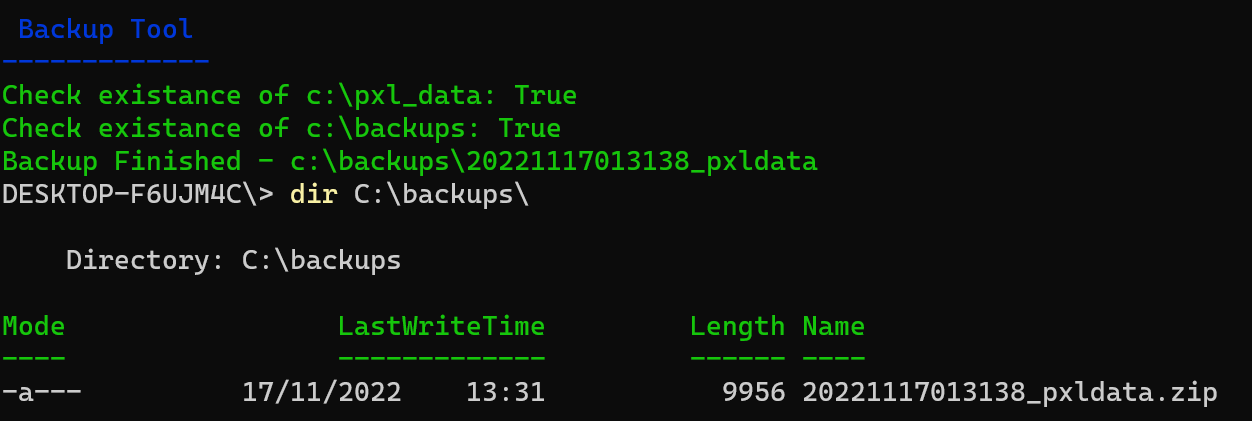 Backup Tool
-------------
Check existance of c:\pxl_data: True
Check existance of c:\backups: True
Backup Finished - c:\backups\20221117013138_pxldata
DESKTOP-F6UJM4C\> dir C:\backups\
Directory: C:\backups
Mode                 LastWriteTime         Length Name
----                 -------------         ------ ----
-a---          17/11/2022    13:31           9956 20221117013138_pxldata.zip